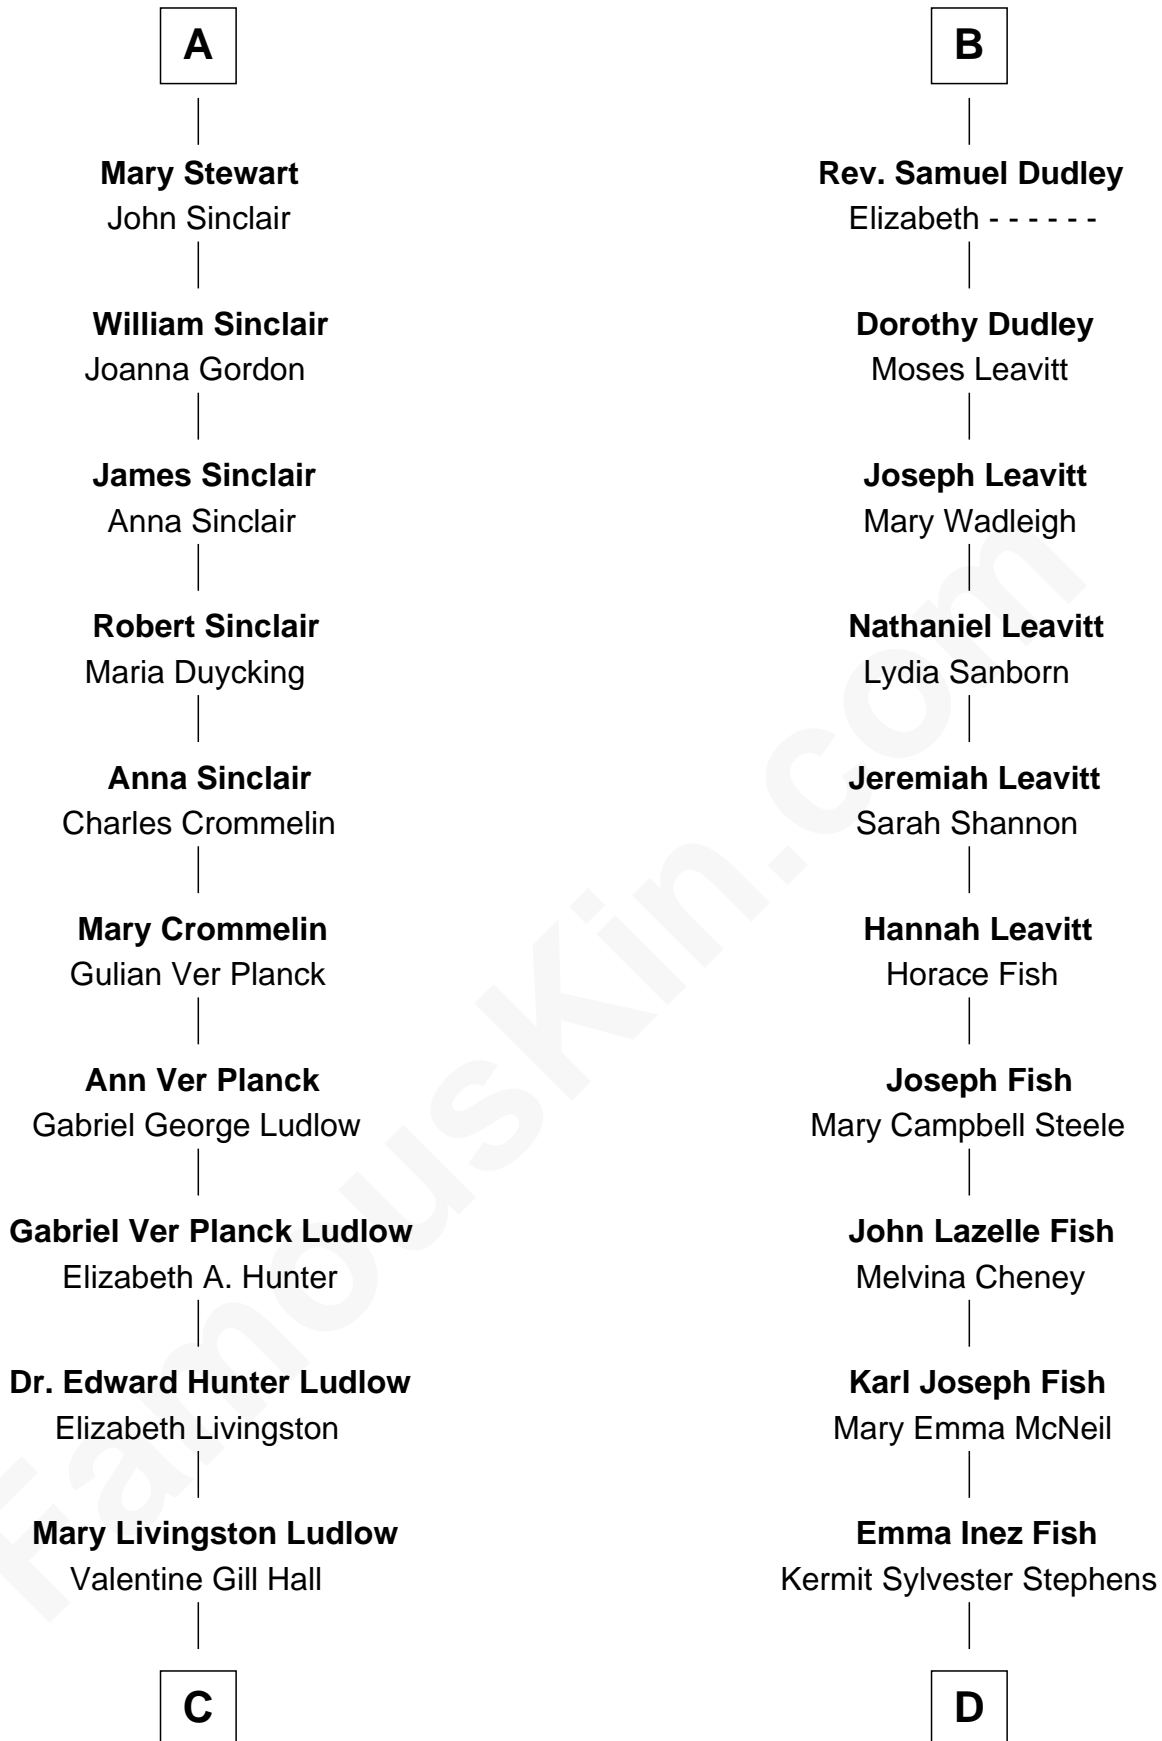 A
Mary Stewart
John Sinclair
William Sinclair
Joanna Gordon
James Sinclair
Anna Sinclair
Robert Sinclair
Maria Duycking
Anna Sinclair
Charles Crommelin
Mary Crommelin
Gulian Ver Planck
Ann Ver Planck
Gabriel George Ludlow
Gabriel Ver Planck Ludlow
Elizabeth A. Hunter
Dr. Edward Hunter Ludlow
Elizabeth Livingston
Mary Livingston Ludlow
Valentine Gill Hall
C
B
Rev. Samuel Dudley
Elizabeth - - - - - -
Dorothy Dudley
Moses Leavitt
Joseph Leavitt
Mary Wadleigh
Nathaniel Leavitt
Lydia Sanborn
Jeremiah Leavitt
Sarah Shannon
Hannah Leavitt
Horace Fish
Joseph Fish
Mary Campbell Steele
John Lazelle Fish
Melvina Cheney
Karl Joseph Fish
Mary Emma McNeil
Emma Inez Fish
Kermit Sylvester Stephens
D
FamousKin.com